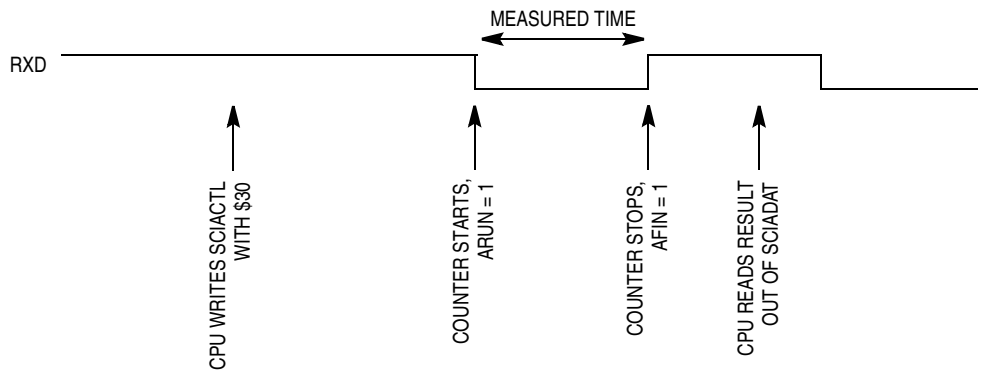 MEASURED TIME
RXD
CPU WRITES SCIACTL
WITH $30
COUNTER STARTS,
ARUN = 1
COUNTER STOPS,
AFIN = 1
CPU READS RESULT
OUT OF SCIADAT